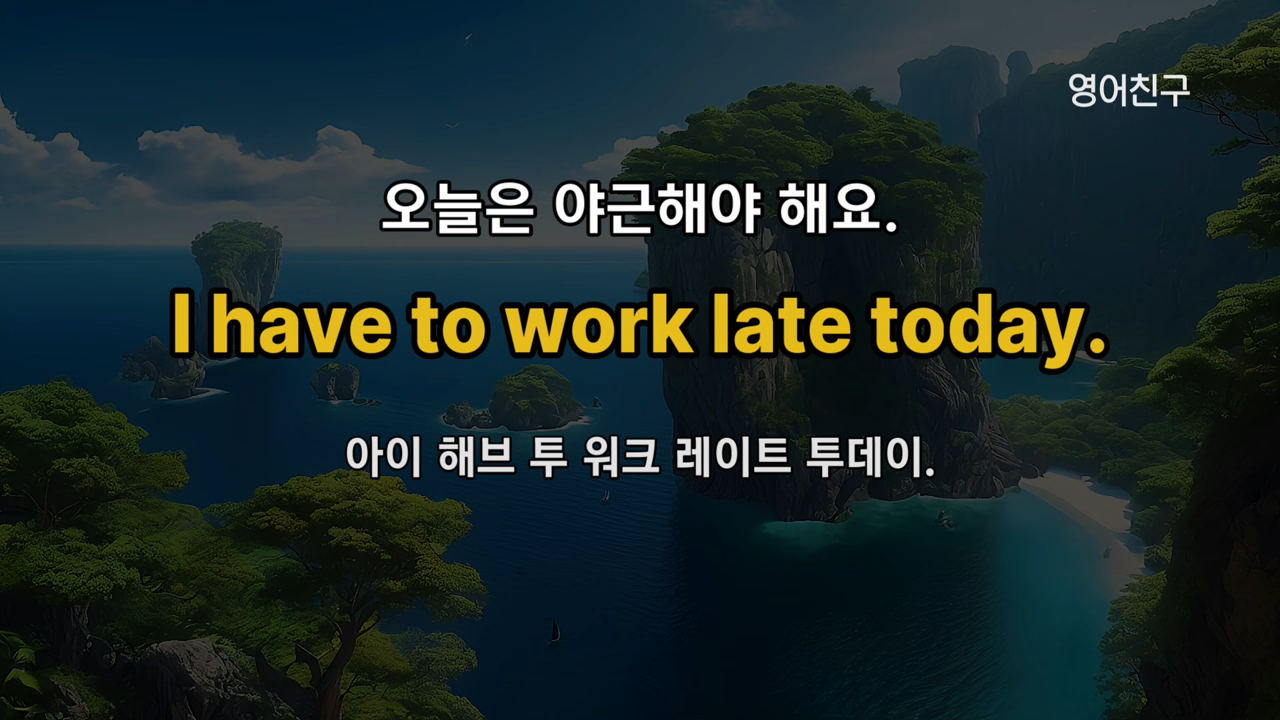 영어친구
오늘은 야근해야 해요.
I have to work late today.
아이 해브 투 워크 레이트 투데이.